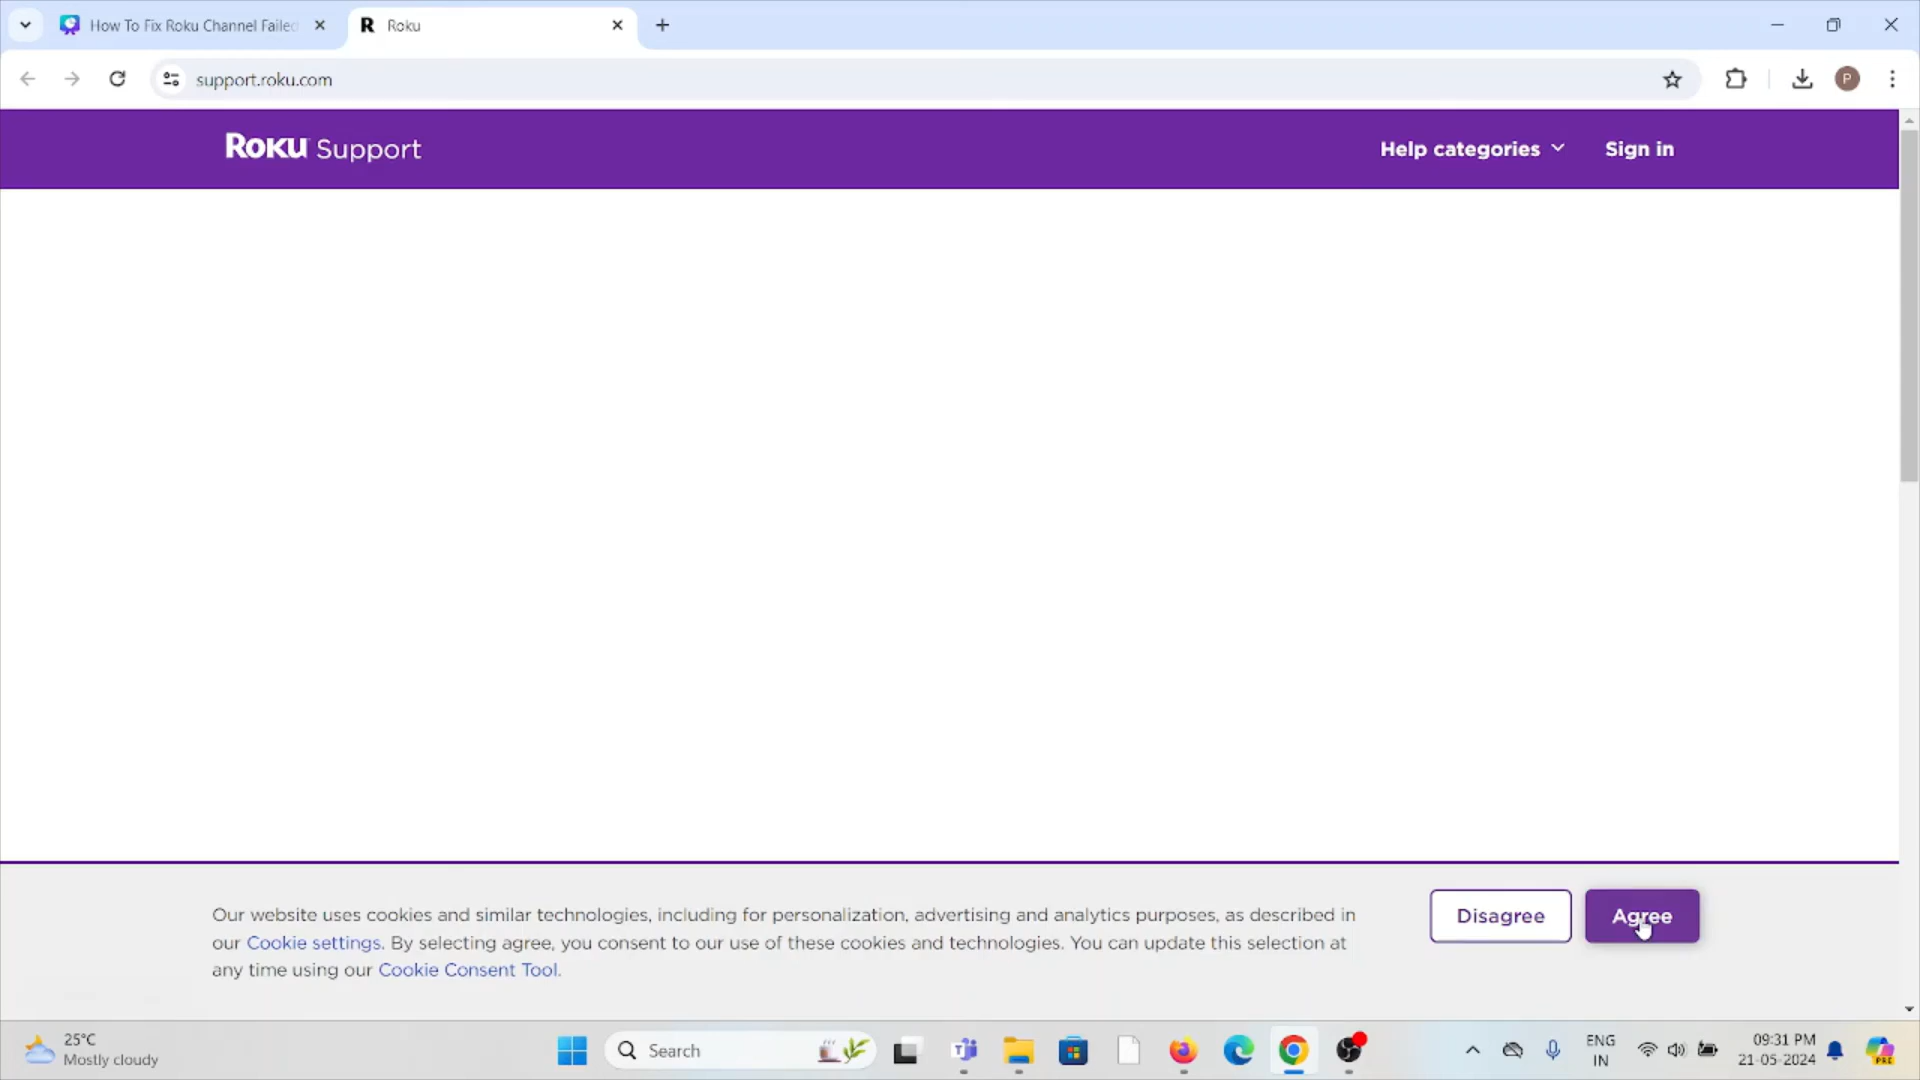 How To Fix Roku Channel Failed
R Roku
support.roku.com
P
Roku Support
Help categories
Sign in
Our website uses cookies and similar technologies, including for personalization, advertising and analytics purposes, as described in
our Cookie settings. By selecting agree, you consent to our use of these cookies and technologies. You can update this selection at
any time using our Cookie Consent Tool.
Disagree
Agree
25°C
Mostly cloudy
Search
ENG
IN
09:31 PM
21-05-2024
PRE